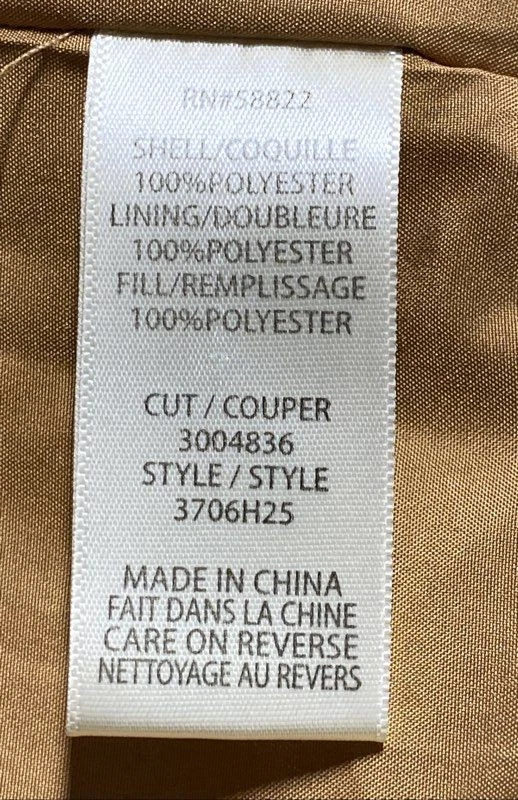 RN#58822
SHELL/COQUILLE
100%POLYESTER
LINING/DOUBLEURE
100%POLYESTER
FILL/REMPLISSAGE
100%POLYESTER
CUT / COUPER
3004836
STYLE / STYLE
3706H25
MADE IN CHINA
FAIT DANS LA CHINE
CARE ON REVERSE
NETTOYAGE AU REVERS